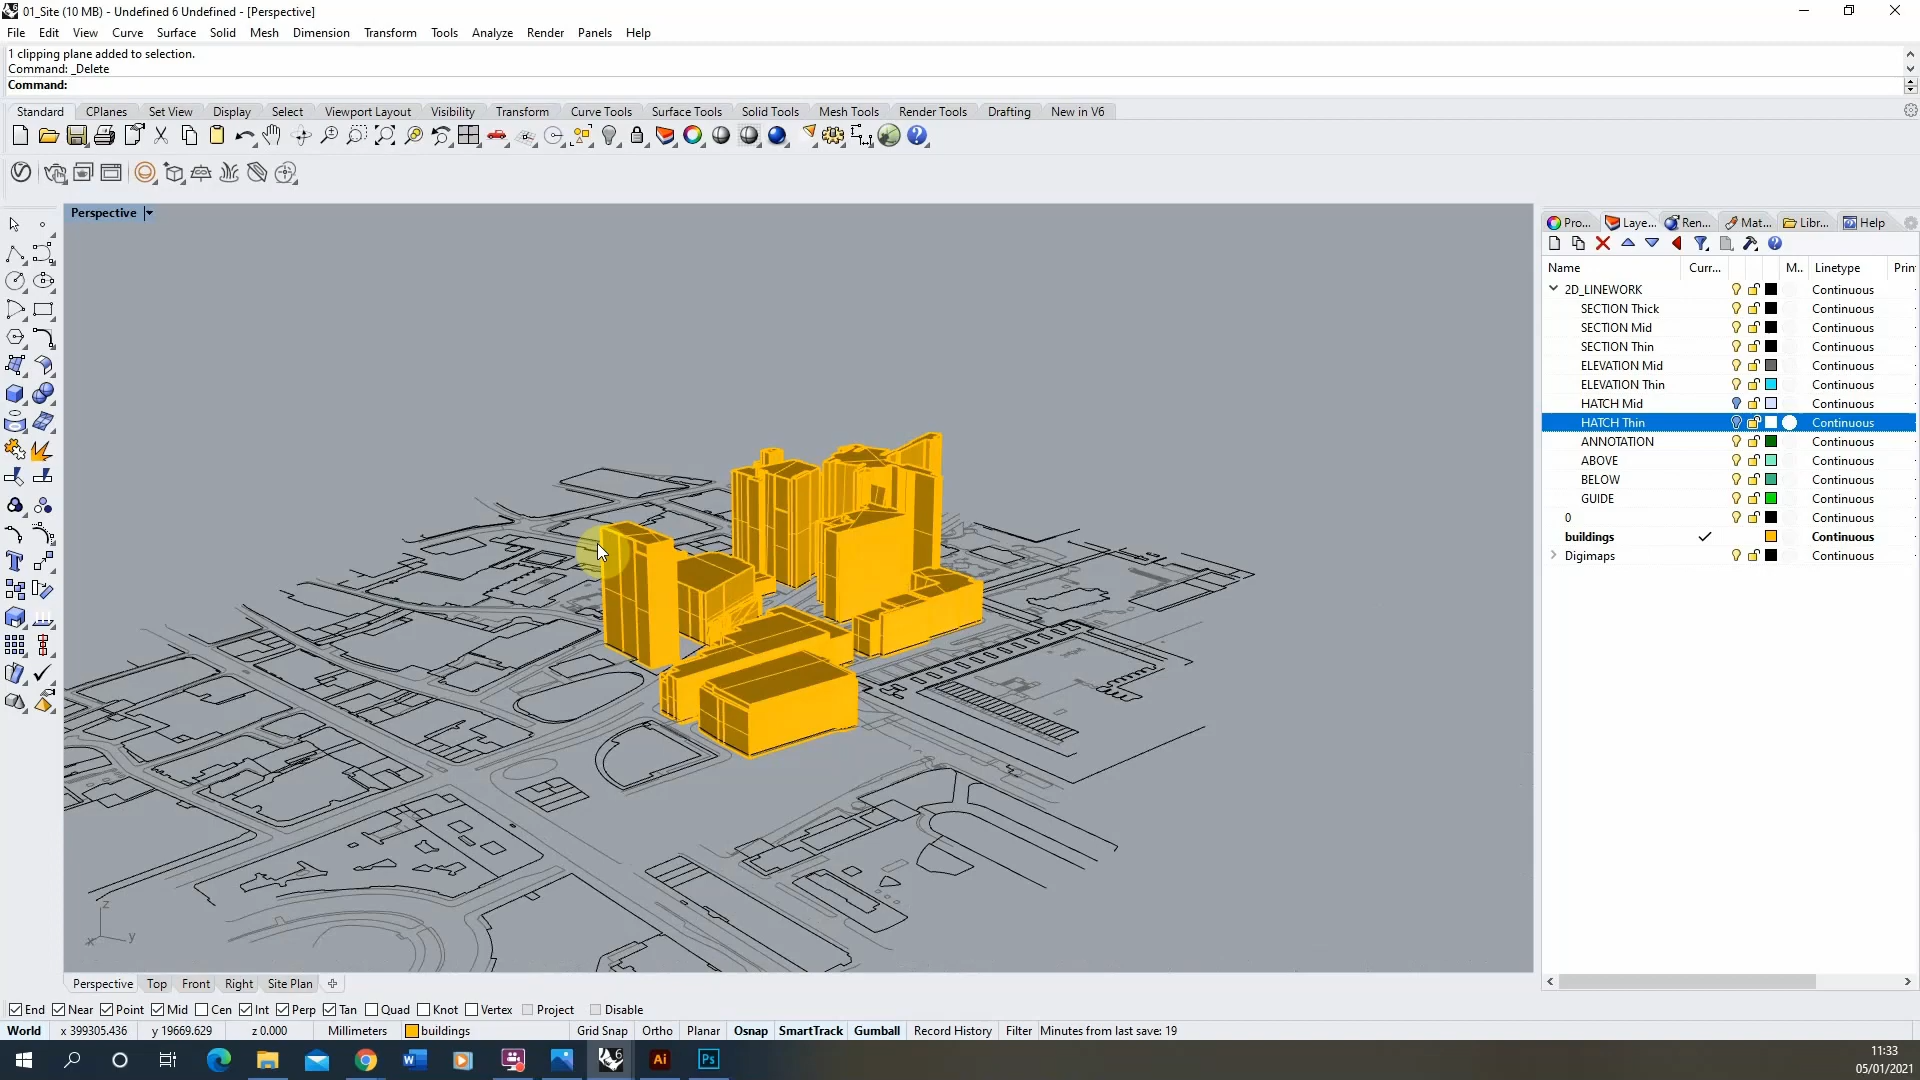 01_Site (10 MB) - Undefined 6 Undefined - [Perspective]
File Edit View Curve Surface Solid Mesh Dimension Transform Tools Analyze Render Panels Help
1 clipping plane added to selection.
Command: _Delete
Command:
Standard CPlanes Set View Display Select Viewport Layout Visibility Transform Curve Tools Surface Tools Solid Tools Mesh Tools Render Tools Drafting New in V6
Perspective
Pro... Laye... Ren... Mat... Libr... Help
Name Curr... M.. Linetype Prin
2D_LINEWORK Continuous
SECTION Thick Continuous
SECTION Mid Continuous
SECTION Thin Continuous
ELEVATION Mid Continuous
ELEVATION Thin Continuous
HATCH Mid Continuous
HATCH Thin Continuous
ANNOTATION Continuous
ABOVE Continuous
BELOW Continuous
GUIDE Continuous
0 Continuous
buildings Continuous
Digimaps Continuous
z
x y
Perspective Top Front Right Site Plan
End Near Point Mid Cen Int Perp Tan Quad Knot Vertex Project Disable
World x 399305.436 y 19669.629 z 0.000 Millimeters buildings Grid Snap Ortho Planar Osnap SmartTrack Gumball Record History Filter Minutes from last save: 19
W 6 Ai Ps
11:33
05/01/2021